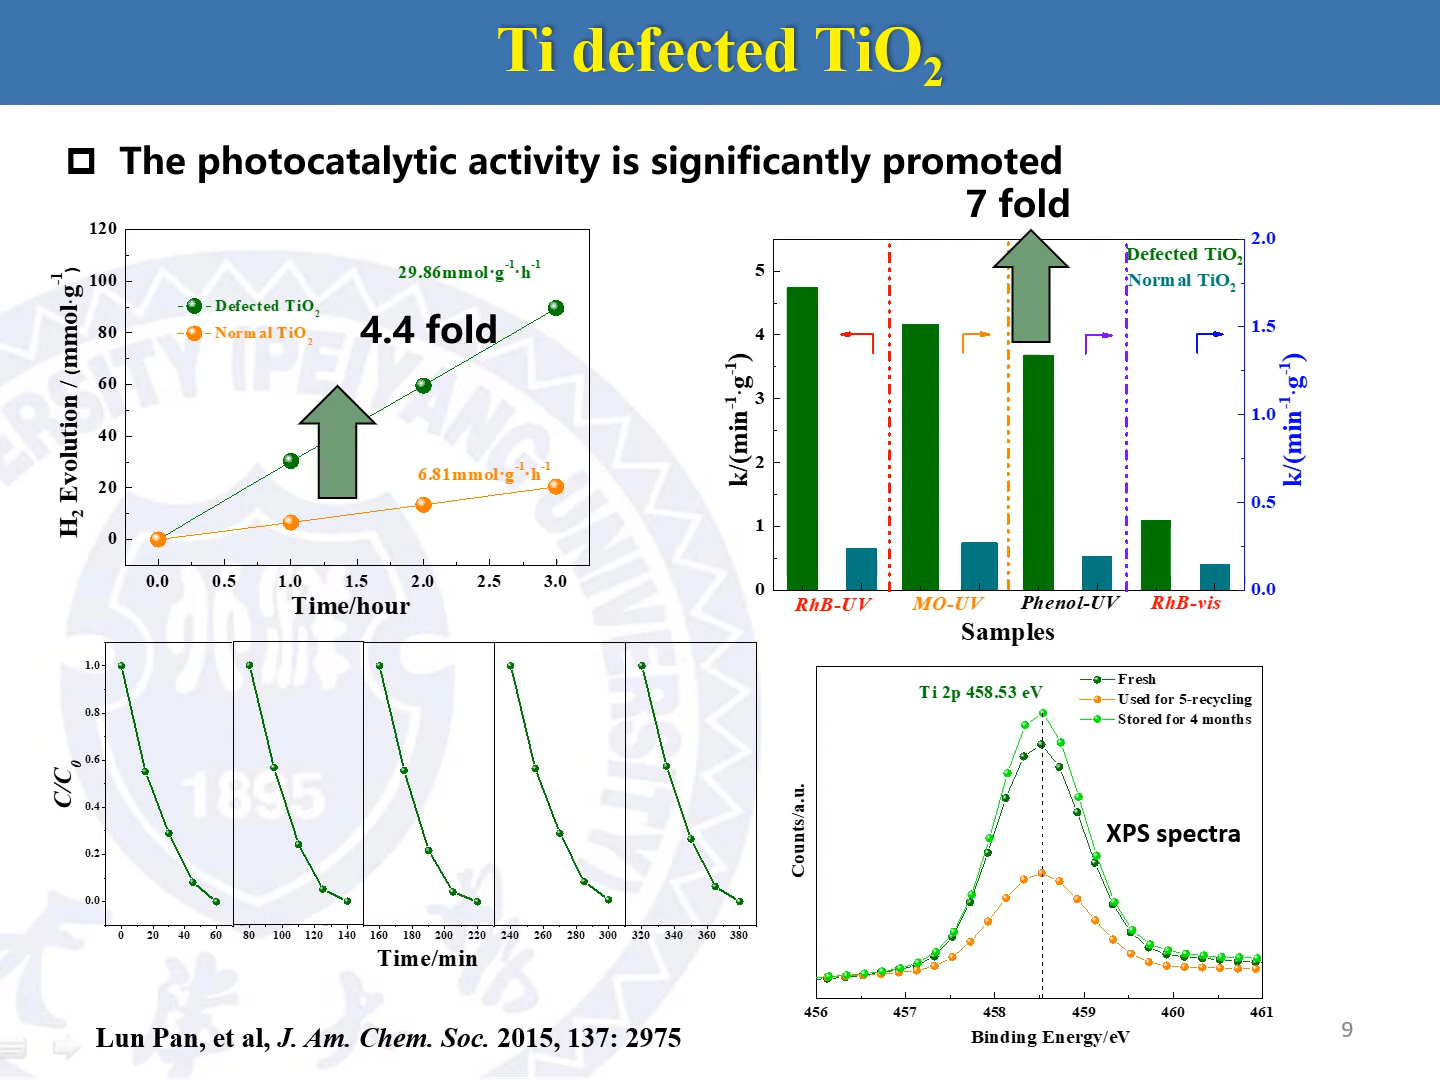 Ti defected TiO2
The photocatalytic activity is significantly promoted
7 fold
120
100
80
60
40
20
0
H2 Evolution / (mmol·g-1)
29.86mmol·g-1·h-1
Defected TiO2
Normal TiO2
4.4 fold
6.81mmol·g-1·h-1
0.0 0.5 1.0 1.5 2.0 2.5 3.0
Time/hour
5
4
3
2
1
0
k/(min-1·g-1)
Defected TiO2
Normal TiO2
2.0
1.5
1.0
0.5
0.0
k/(min-1·g-1)
RhB-UV MO-UV Phenol-UV RhB-vis
Samples
1.0
0.8
0.6
0.4
0.2
0.0
C/C0
0 20 40 60 80 100 120 140 160 180 200 220 240 260 280 300 320 340 360 380
Time/min
Ti 2p 458.53 eV
Fresh
Used for 5-recycling
Stored for 4 months
XPS spectra
Counts/a.u.
456 457 458 459 460 461
Binding Energy/eV
Lun Pan, et al, J. Am. Chem. Soc. 2015, 137: 2975
9
ERSITY (PEIYANG UNIVERSITY)
1895